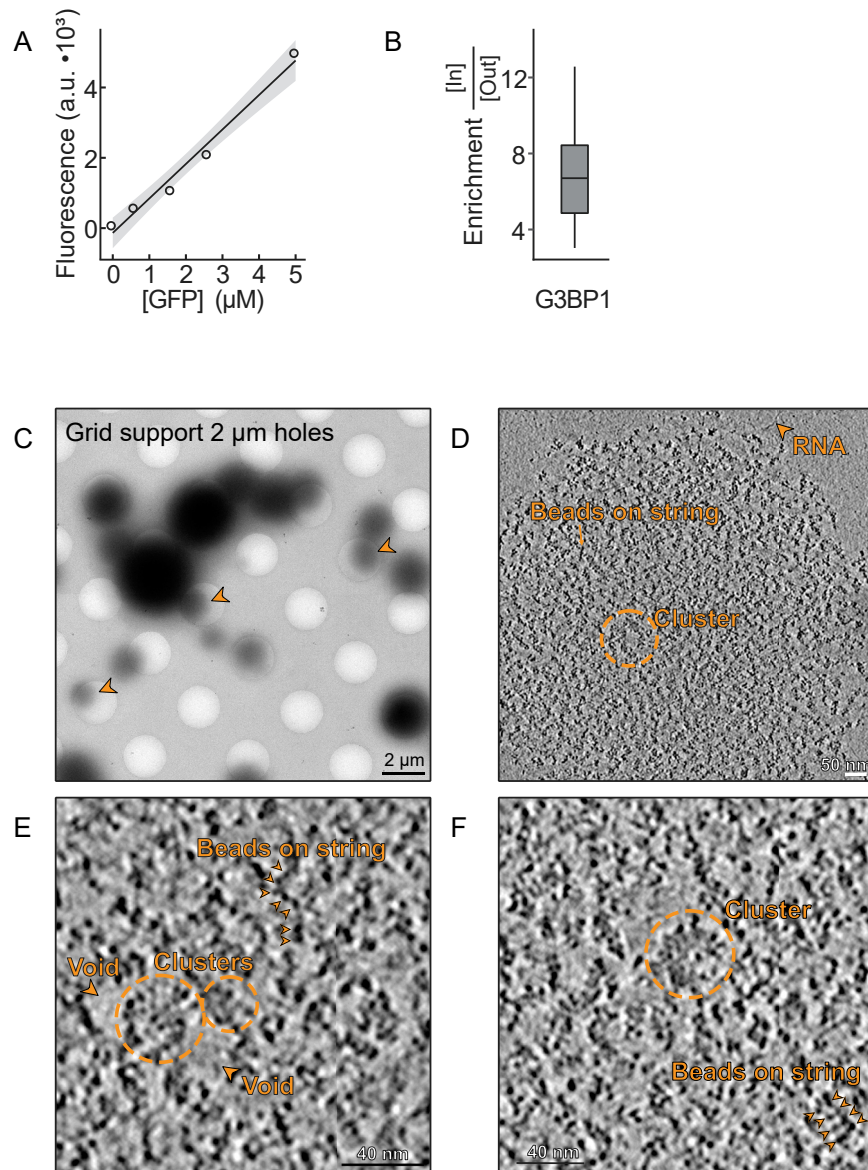 A
Fluorescence (a.u. •10³)
4
2
0
0 1 2 3 4 5
[GFP] (µM)
B
Enrichment [In]
[Out]
12
8
4
G3BP1
C
Grid support 2 µm holes
2 µm
D
RNA
Beads on string
Cluster
50 nm
E
Beads on string
Void
Clusters
Void
40 nm
F
Cluster
Beads on string
40 nm